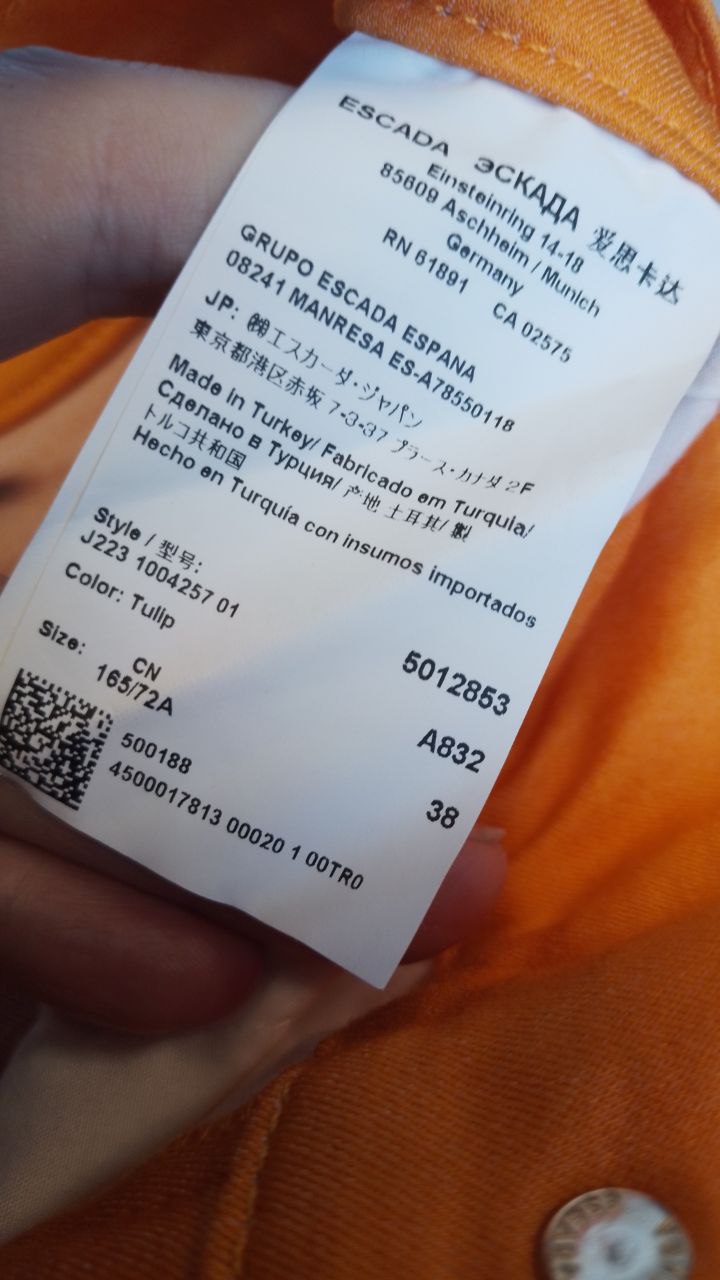 ESCADA ЭСКАДА 爱思卡达
Einsteinring 14-18
85609 Aschheim / Munich
Germany
RN 61891 CA 02575
GRUPO ESCADA ESPANA
08241 MANRESA ES-A78550118
JP: ㈱エスカーダ・ジャパン
東京都港区赤坂 7-3-37 プラース・カナダ 2F
Made in Turkey/ Fabricado em Turquia/
Сделано в Турция/ 产地 土耳其/ 製
トルコ共和国
Hecho en Turquía con insumos importados
Style / 型号:
J223 1004257 01
5012853
Color: Tulip
A832
Size: CN
165/72A
38
500188
4500017813 00020 1 00TR0